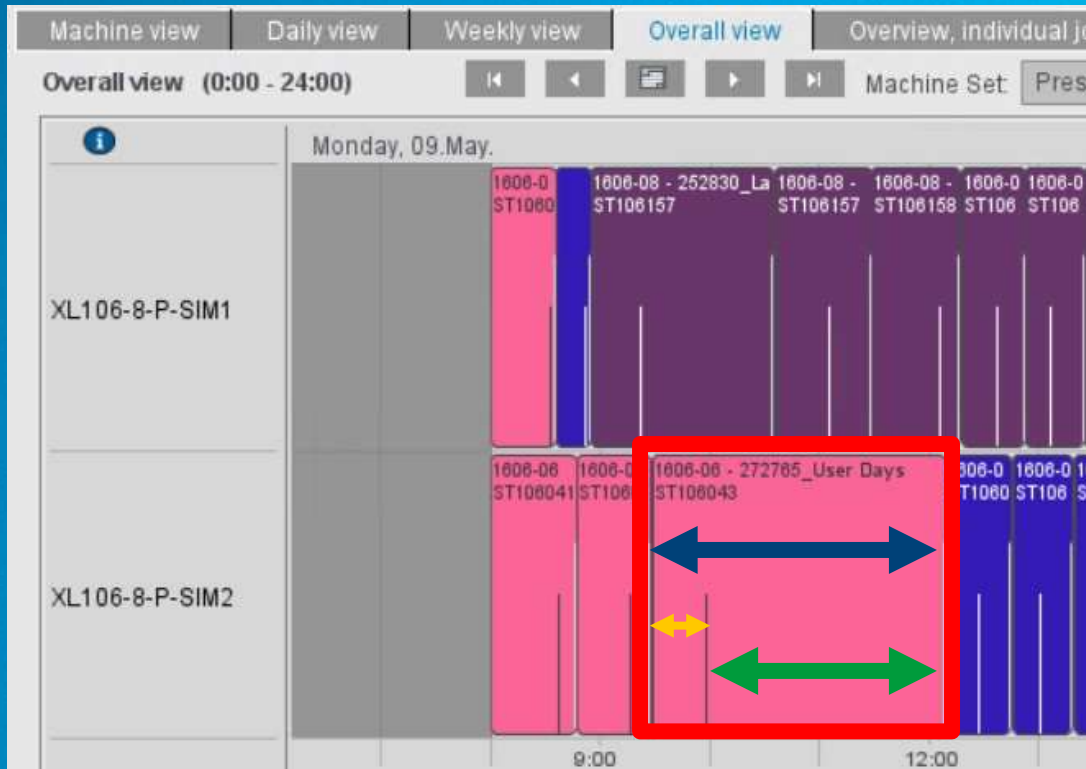 Machine view
Daily view
Weekly view
Overall view
Overview, individual jo
Overall view (0:00 - 24:00)
Machine Set:
Pres
i
Monday, 09.May.
1606-0
ST1060
1606-08 - 252830_La
ST106157
1606-08 -
ST106157
1606-08 -
ST106158
1606-0
ST106
1606-0
ST106
XL106-8-P-SIM1
1606-06
ST106041
1606-0
ST106
1606-06 - 272765_User Days
ST106043
606-0
T1060
1606-0
ST106
1
S
XL106-8-P-SIM2
9:00
12:00